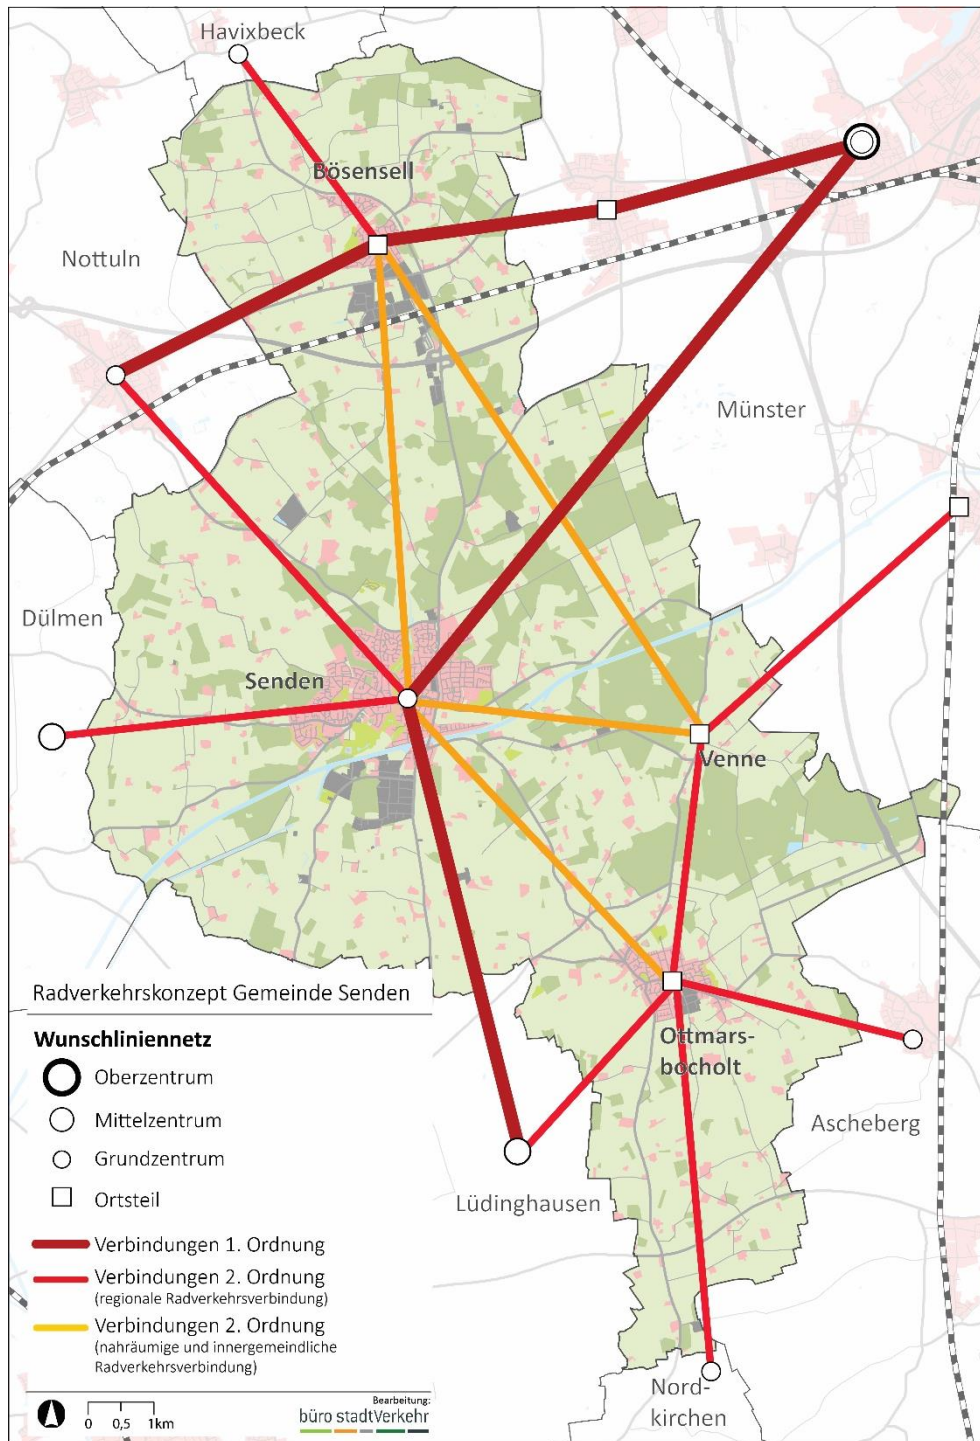 Havixbeck
Bösensell
Nottuln
Münster
Dülmen
Senden
Venne
Radverkehrskonzept Gemeinde Senden
Wunschliniennetz
Oberzentrum
Mittelzentrum
Grundzentrum
Ortsteil
Verbindungen 1. Ordnung
Verbindungen 2. Ordnung
(regionale Radverkehrsverbindung)
Verbindungen 2. Ordnung
(nahräumige und innergemeindliche
Radverkehrsverbindung)
0 0,5 1km
Bearbeitung:
büro stadtVerkehr
Ottmars-
bocholt
Ascheberg
Lüdinghausen
Nord-
kirchen